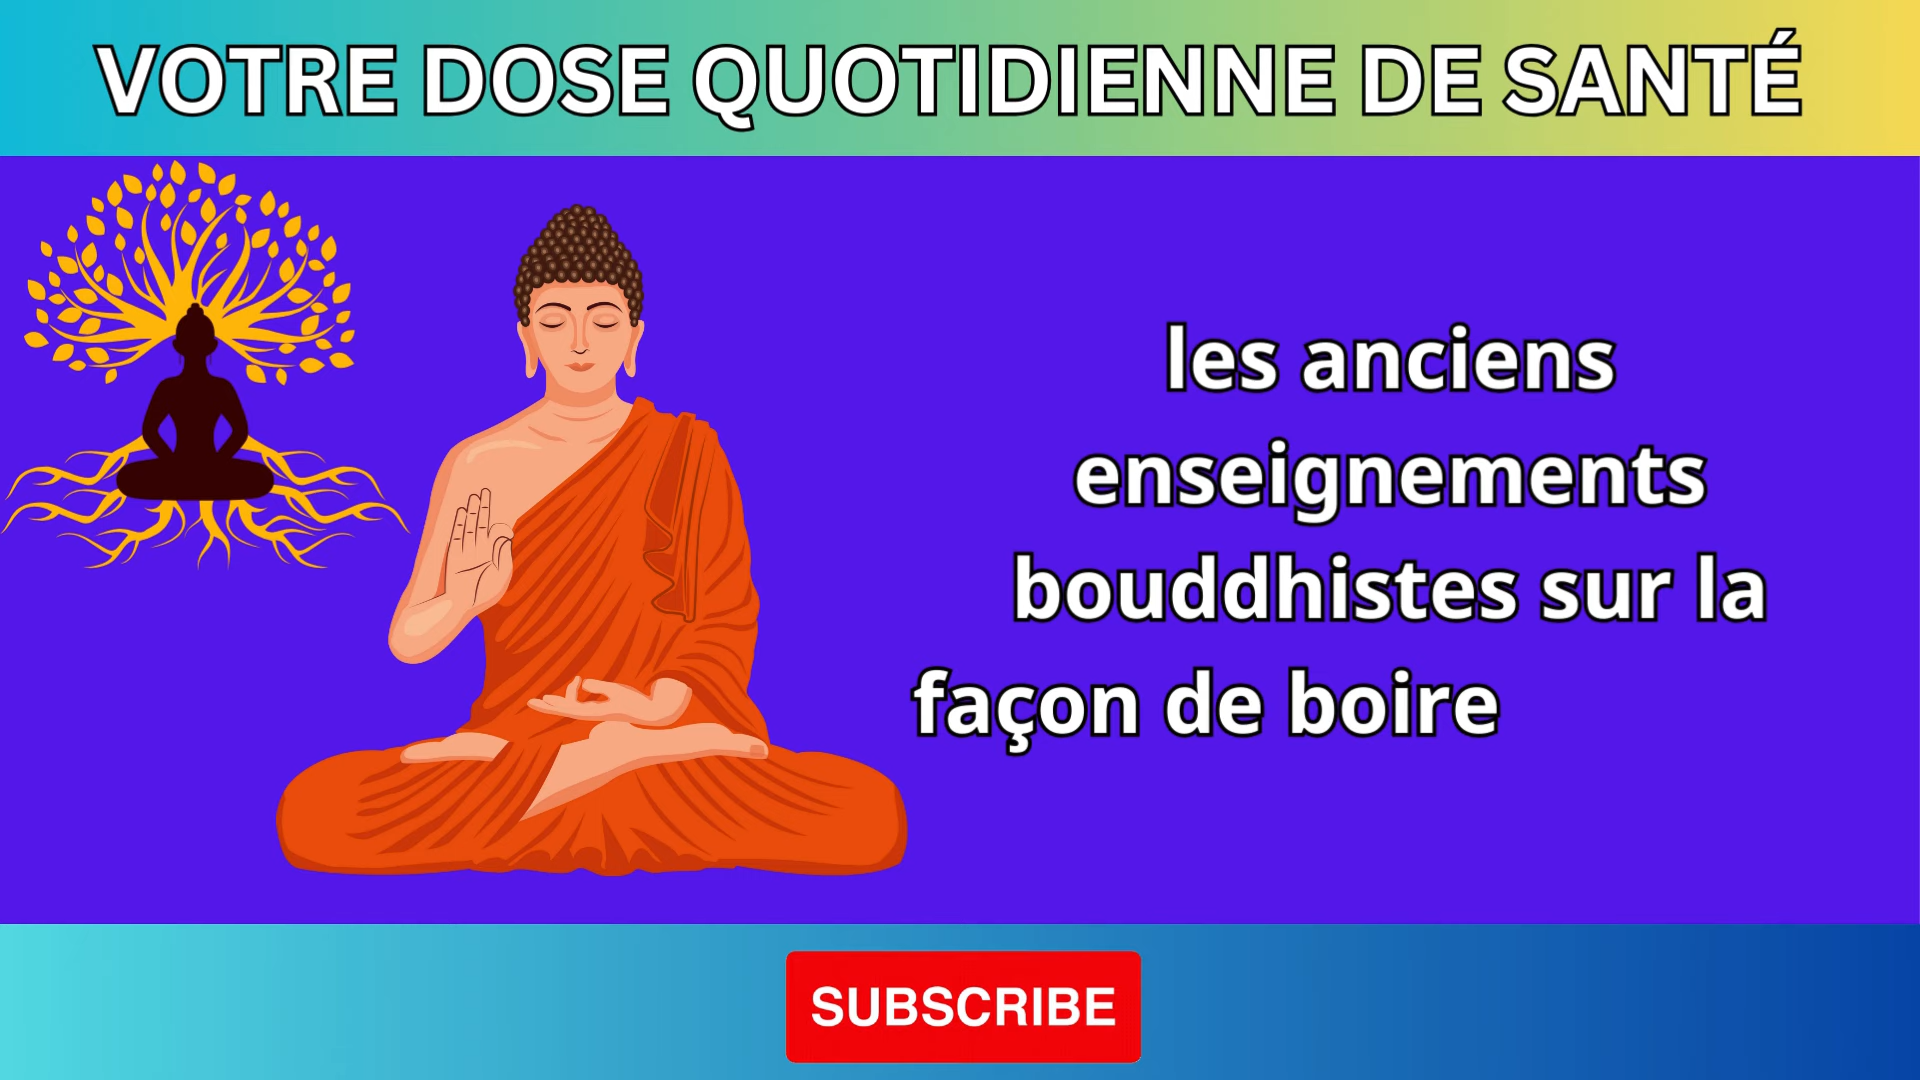 VOTRE DOSE QUOTIDIENNE DE SANTÉ
les anciens
enseignements
bouddhistes sur la
façon de boire
SUBSCRIBE